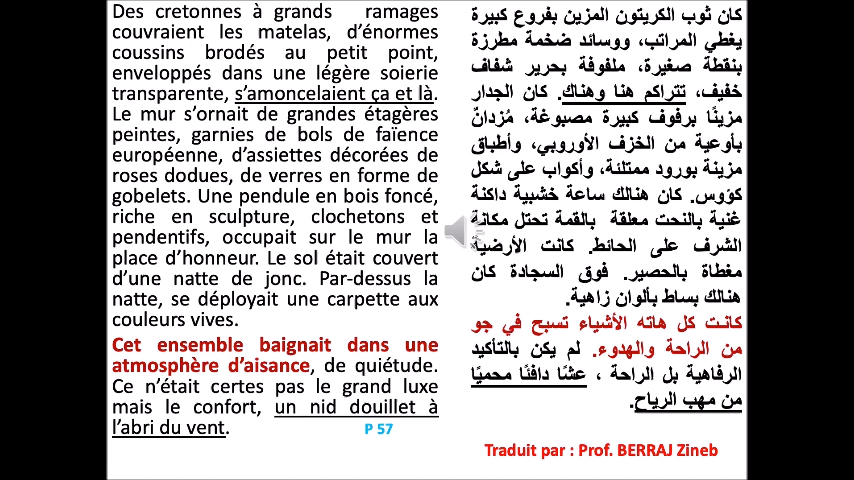 Des cretonnes à grands ramages
couvraient les matelas, d'énormes
coussins brodés au petit point,
enveloppés dans une légère soierie
transparente, s'amoncelaient ça et là.
Le mur s'ornait de grandes étagères
peintes, garnies de bols de faïence
européenne, d'assiettes décorées de
roses dodues, de verres en forme de
gobelets. Une pendule en bois foncé,
riche en sculpture, clochetons et
pendentifs, occupait sur le mur la
place d'honneur. Le sol était couvert
d'une natte de jonc. Par-dessus la
natte, se déployait une carpette aux
couleurs vives.
Cet ensemble baignait dans une
atmosphère d'aisance, de quiétude.
Ce n'était certes pas le grand luxe
mais le confort, un nid douillet à
l'abri du vent.
P 57
كان ثوب الكريتون المزين بفروع كبيرة
يغطي المراتب، ووسائد ضخمة مطرزة
بنقطة صغيرة، ملفوفة بحرير شفاف
خفيف، تتراكم هنا وهناك. كان الجدار
مزينًا برفوف كبيرة مصبوغة، مُزدانٌ
بأوعية من الخزف الأوروبي، وأطباق
مزينة بورود ممتلئة، وأكواب على شكل
كؤوس. كان هنالك ساعة خشبية داكنة
غنية بالنحت معلقة بالقمة تحتل مكانة
الشرف على الحائط. كانت الأرضية
مغطاة بالحصير. فوق السجادة كان
هنالك بساط بألوان زاهية.
كانت كل هاته الأشياء تسبح في جو
من الراحة والهدوء. لم يكن بالتأكيد
الرفاهية بل الراحة ، عشًا دافئًا محميًا
من مهب الرياح.
Traduit par : Prof. BERRAJ Zineb